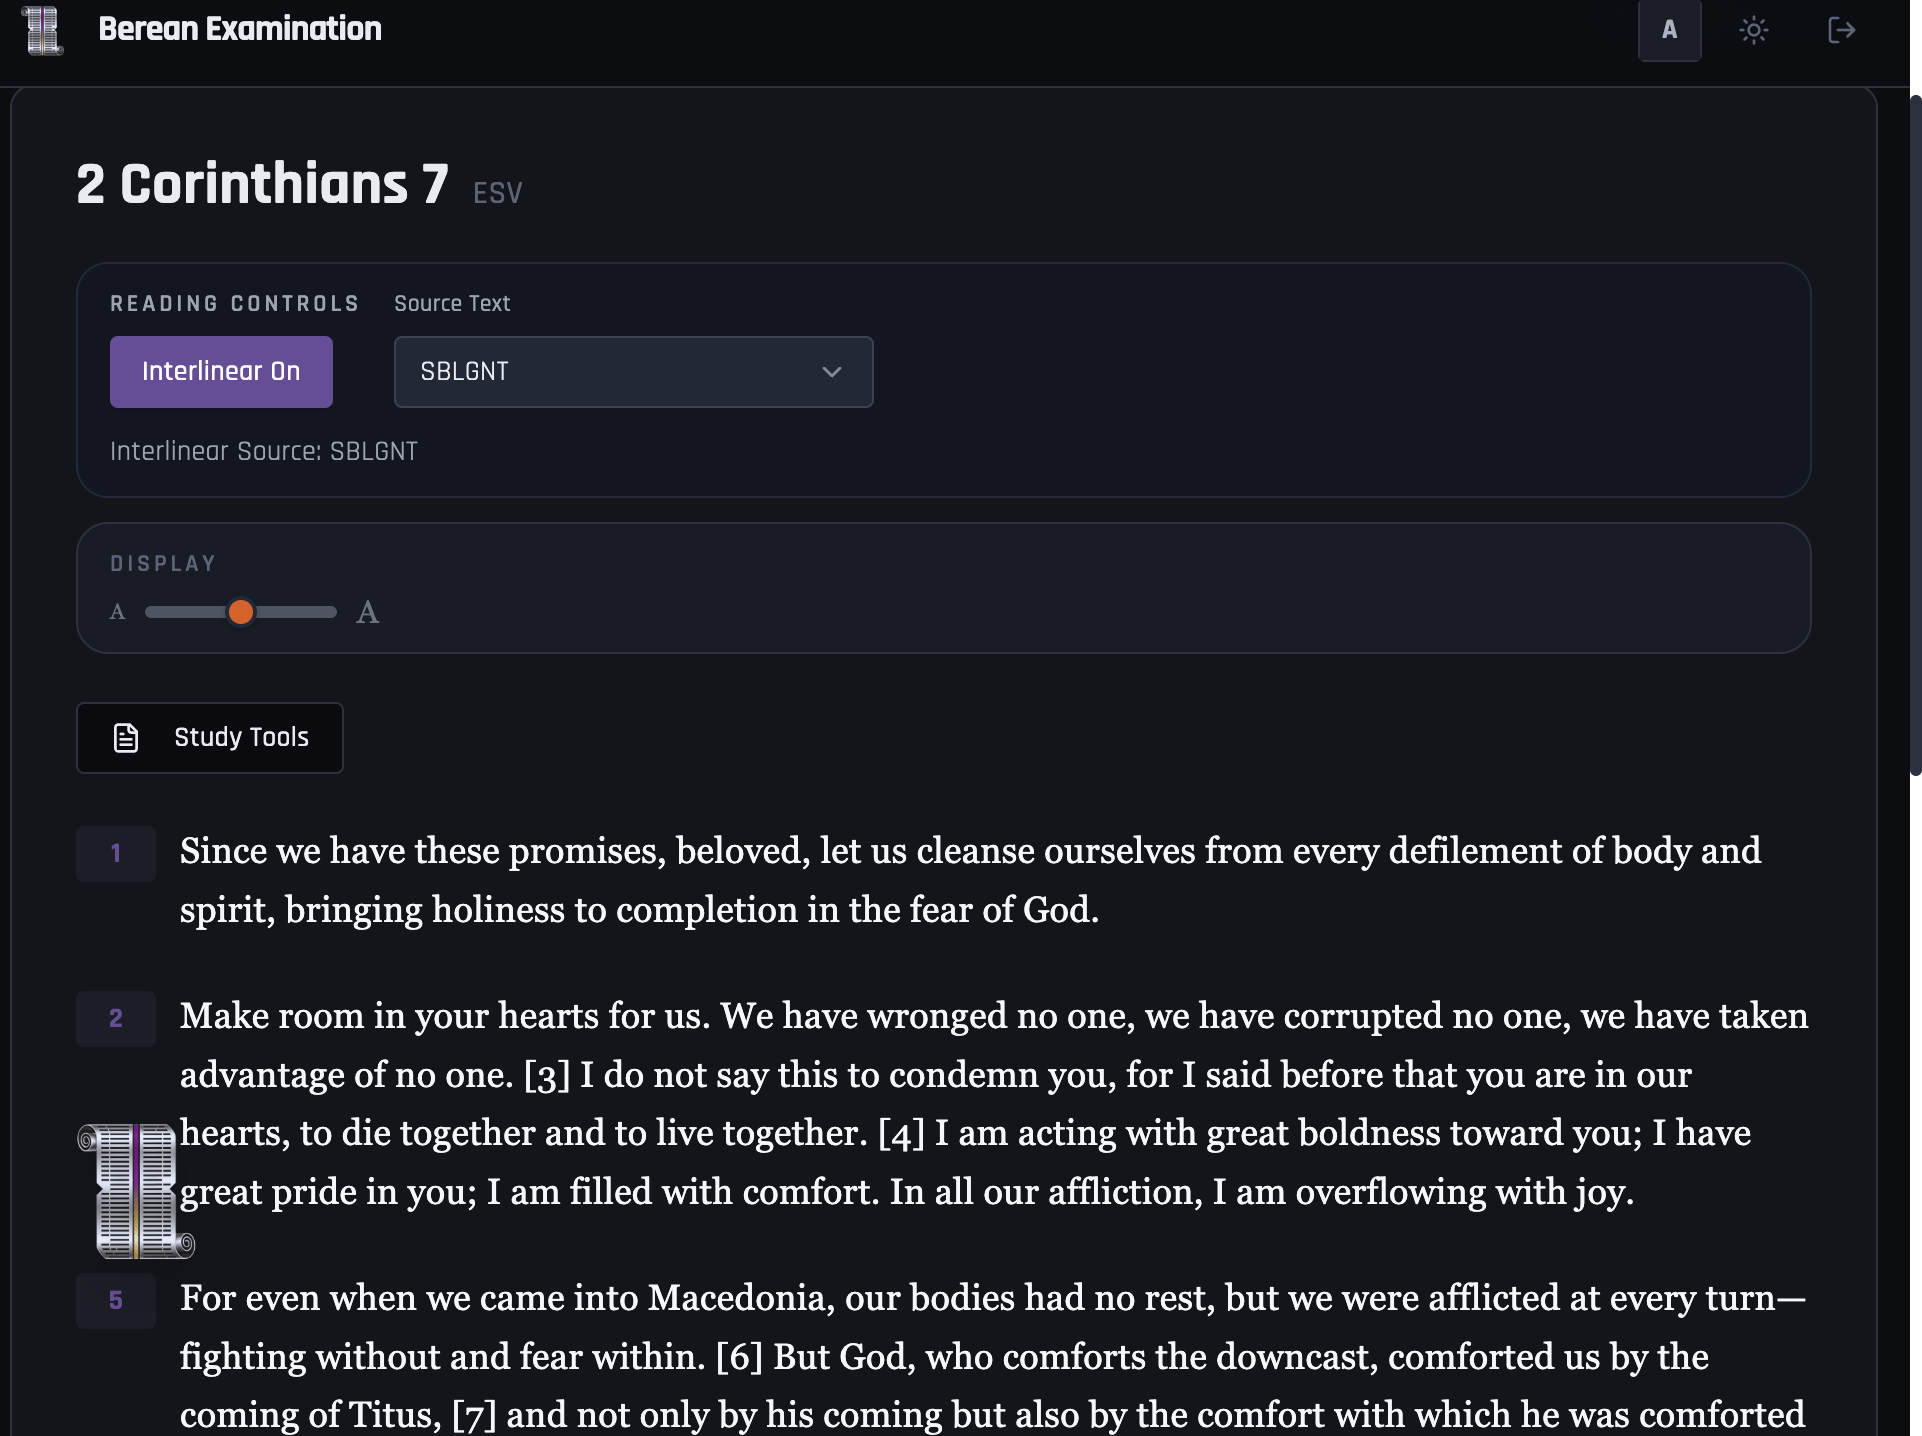 Berean Examination
A
2 Corinthians 7 ESV
READING CONTROLS
Source Text
Interlinear On
SBLGNT
Interlinear Source: SBLGNT
DISPLAY
A A
Study Tools
1 Since we have these promises, beloved, let us cleanse ourselves from every defilement of body and
spirit, bringing holiness to completion in the fear of God.
2 Make room in your hearts for us. We have wronged no one, we have corrupted no one, we have taken
advantage of no one. [3] I do not say this to condemn you, for I said before that you are in our
hearts, to die together and to live together. [4] I am acting with great boldness toward you; I have
great pride in you; I am filled with comfort. In all our affliction, I am overflowing with joy.
5 For even when we came into Macedonia, our bodies had no rest, but we were afflicted at every turn—
fighting without and fear within. [6] But God, who comforts the downcast, comforted us by the
coming of Titus, [7] and not only by his coming but also by the comfort with which he was comforted